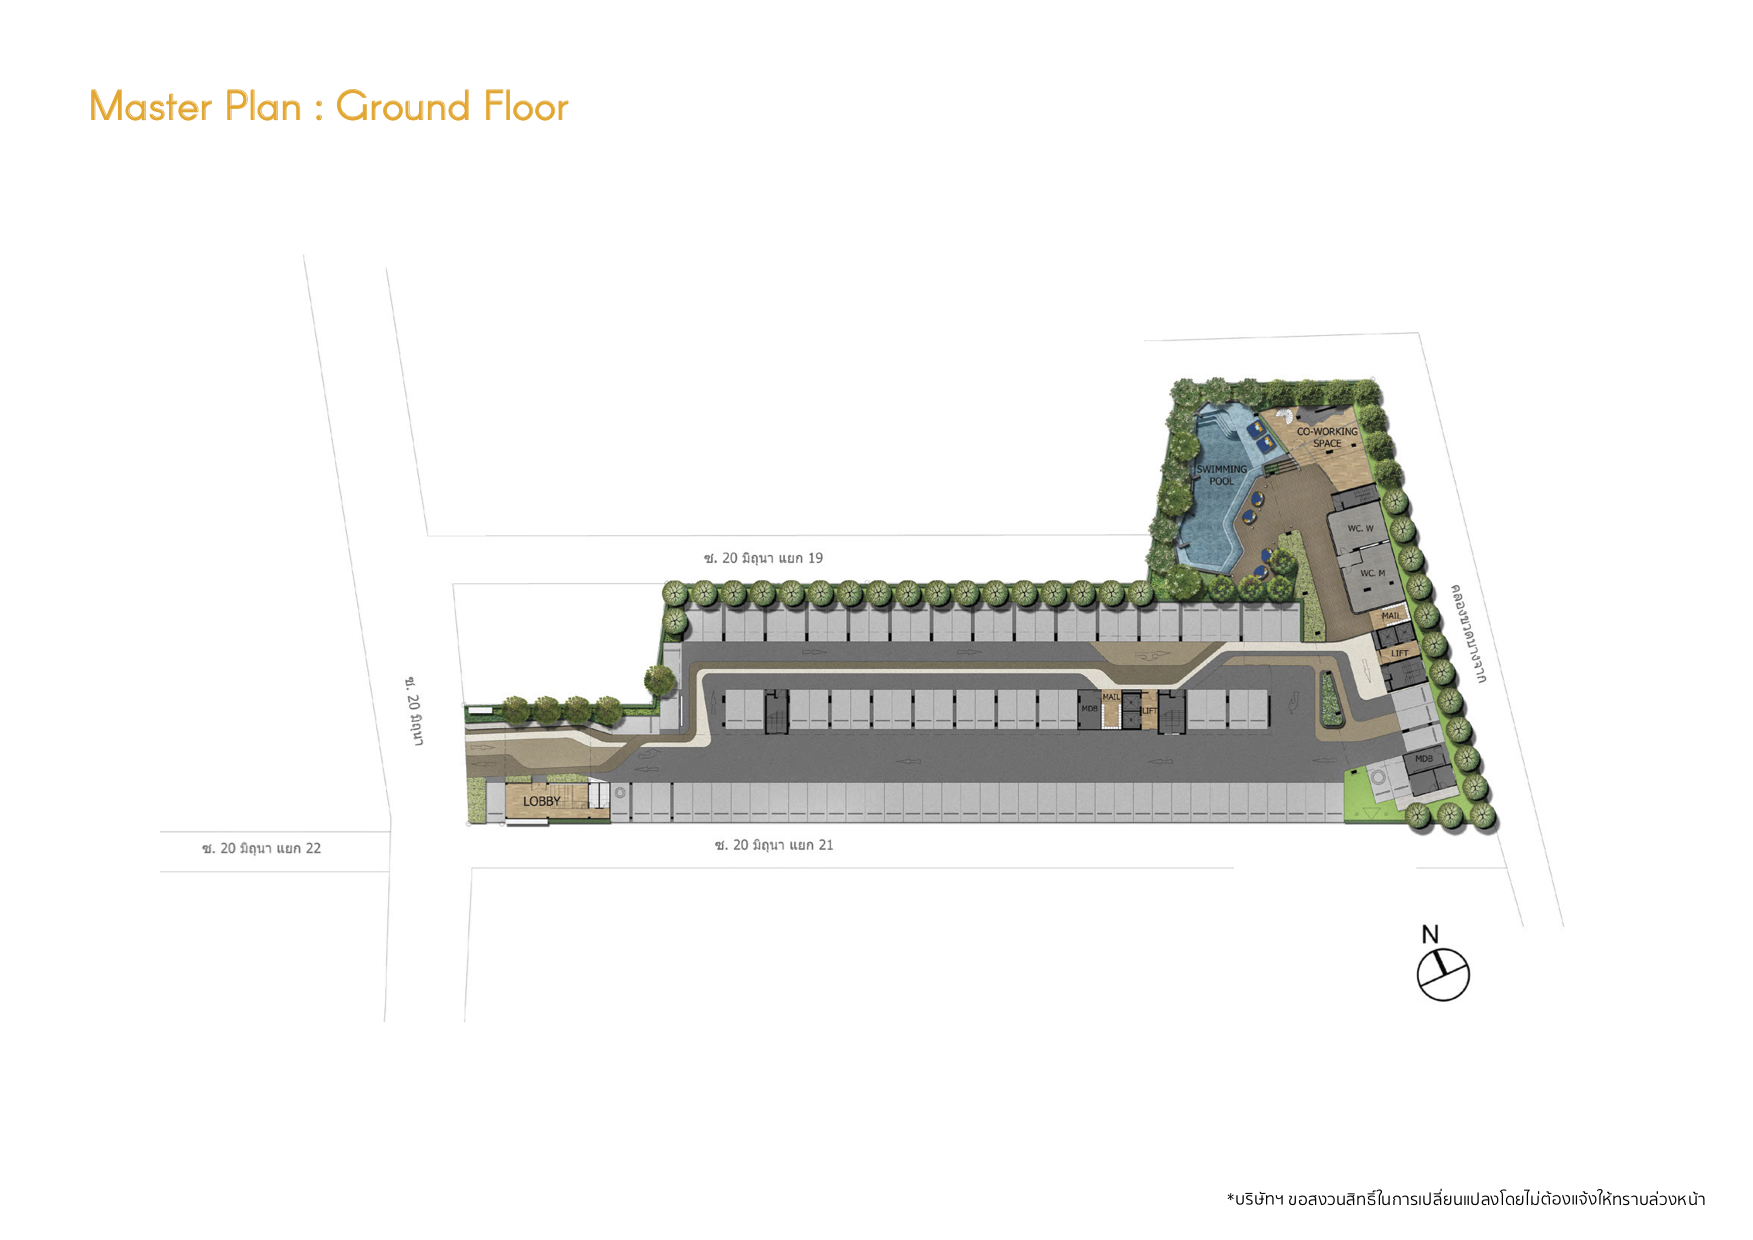 Master Plan : Ground Floor
CO-WORKING
SPACE
SWIMMING
POOL
WC. W
WC. M
MAIL
LIFT
ซ. 20 มิถุนา แยก 19
คลองขวดบางจาก
ซ. 20 มิถุนา
MDB
MAIL
LIFT
MDB
LOBBY
ซ. 20 มิถุนา แยก 22
ซ. 20 มิถุนา แยก 21
N
*บริษัทฯ ขอสงวนสิทธิ์ในการเปลี่ยนแปลงโดยไม่ต้องแจ้งให้ทราบล่วงหน้า